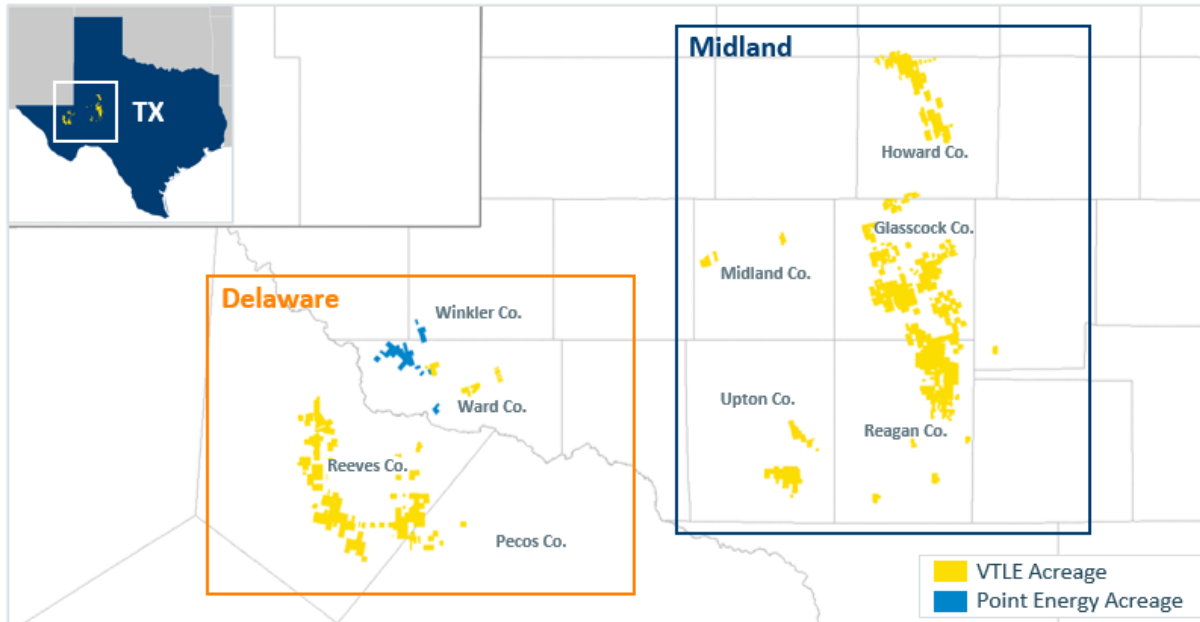 TX
Midland
Howard Co.
Glasscock Co.
Midland Co.
Upton Co.
Reagan Co.
Delaware
Winkler Co.
Ward Co.
Reeves Co.
Pecos Co.
VTLE Acreage
Point Energy Acreage